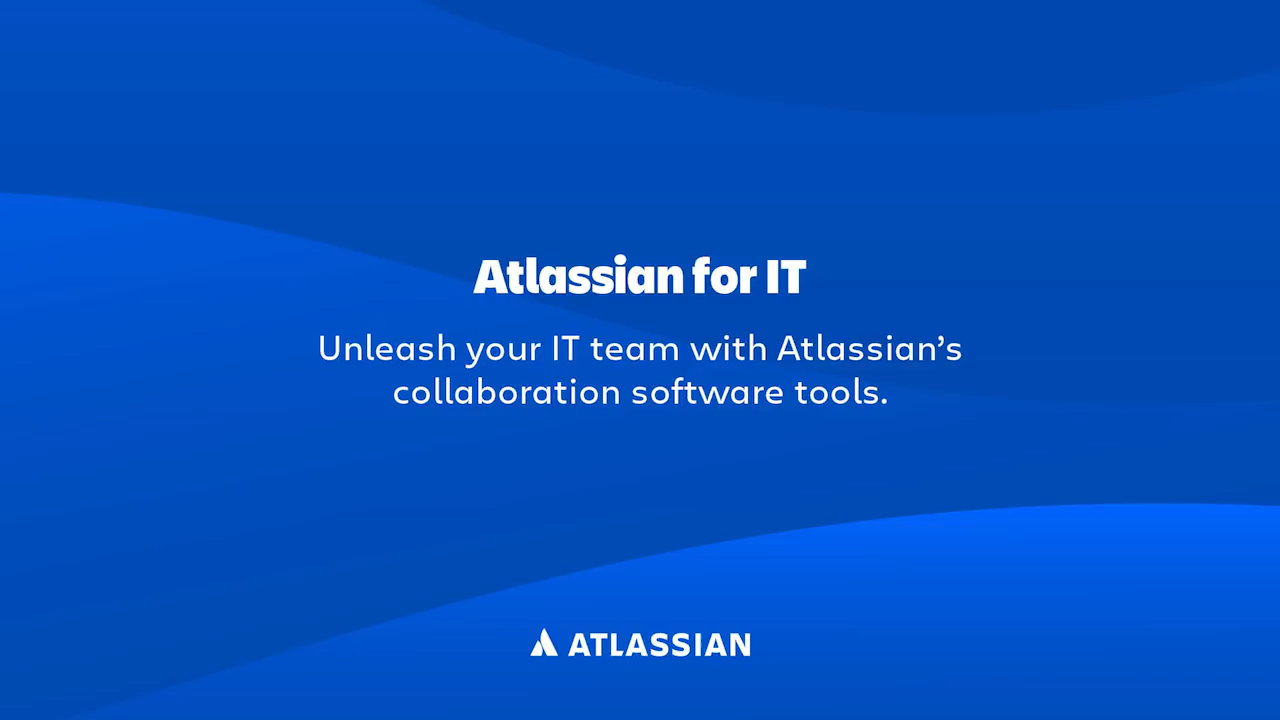 Atlassian for IT
Unleash your IT team with Atlassian’s
collaboration software tools.
ATLASSIAN